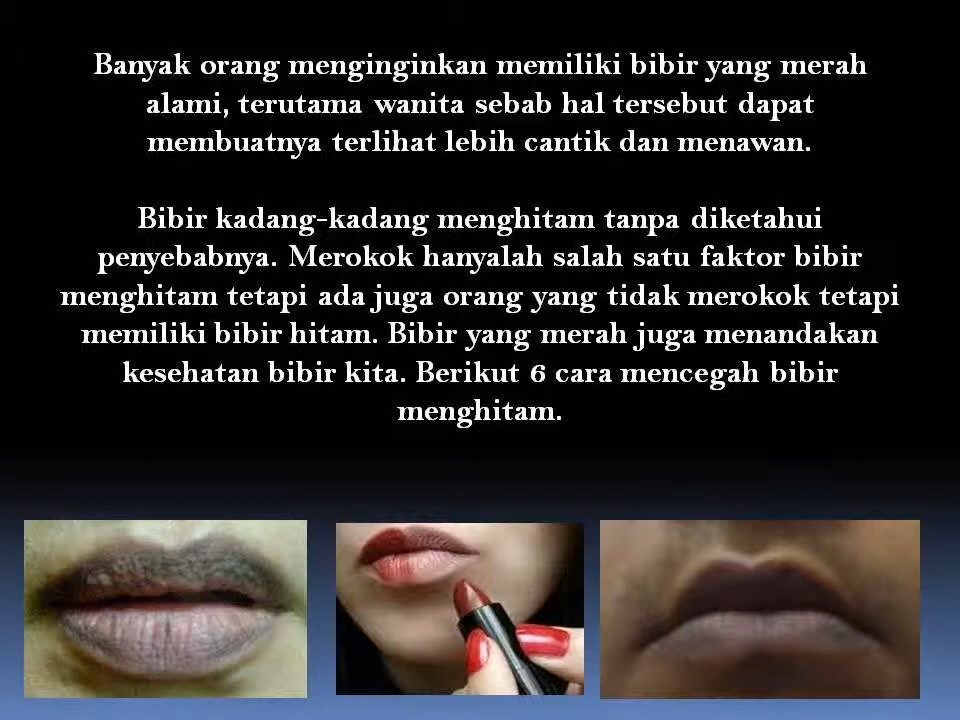 Banyak orang menginginkan memiliki bibir yang merah
alami, terutama wanita sebab hal tersebut dapat
membuatnya terlihat lebih cantik dan menawan.
Bibir kadang-kadang menghitam tanpa diketahui
penyebabnya. Merokok hanyalah salah satu faktor bibir
menghitam tetapi ada juga orang yang tidak merokok tetapi
memiliki bibir hitam. Bibir yang merah juga menandakan
kesehatan bibir kita. Berikut 6 cara mencegah bibir
menghitam.